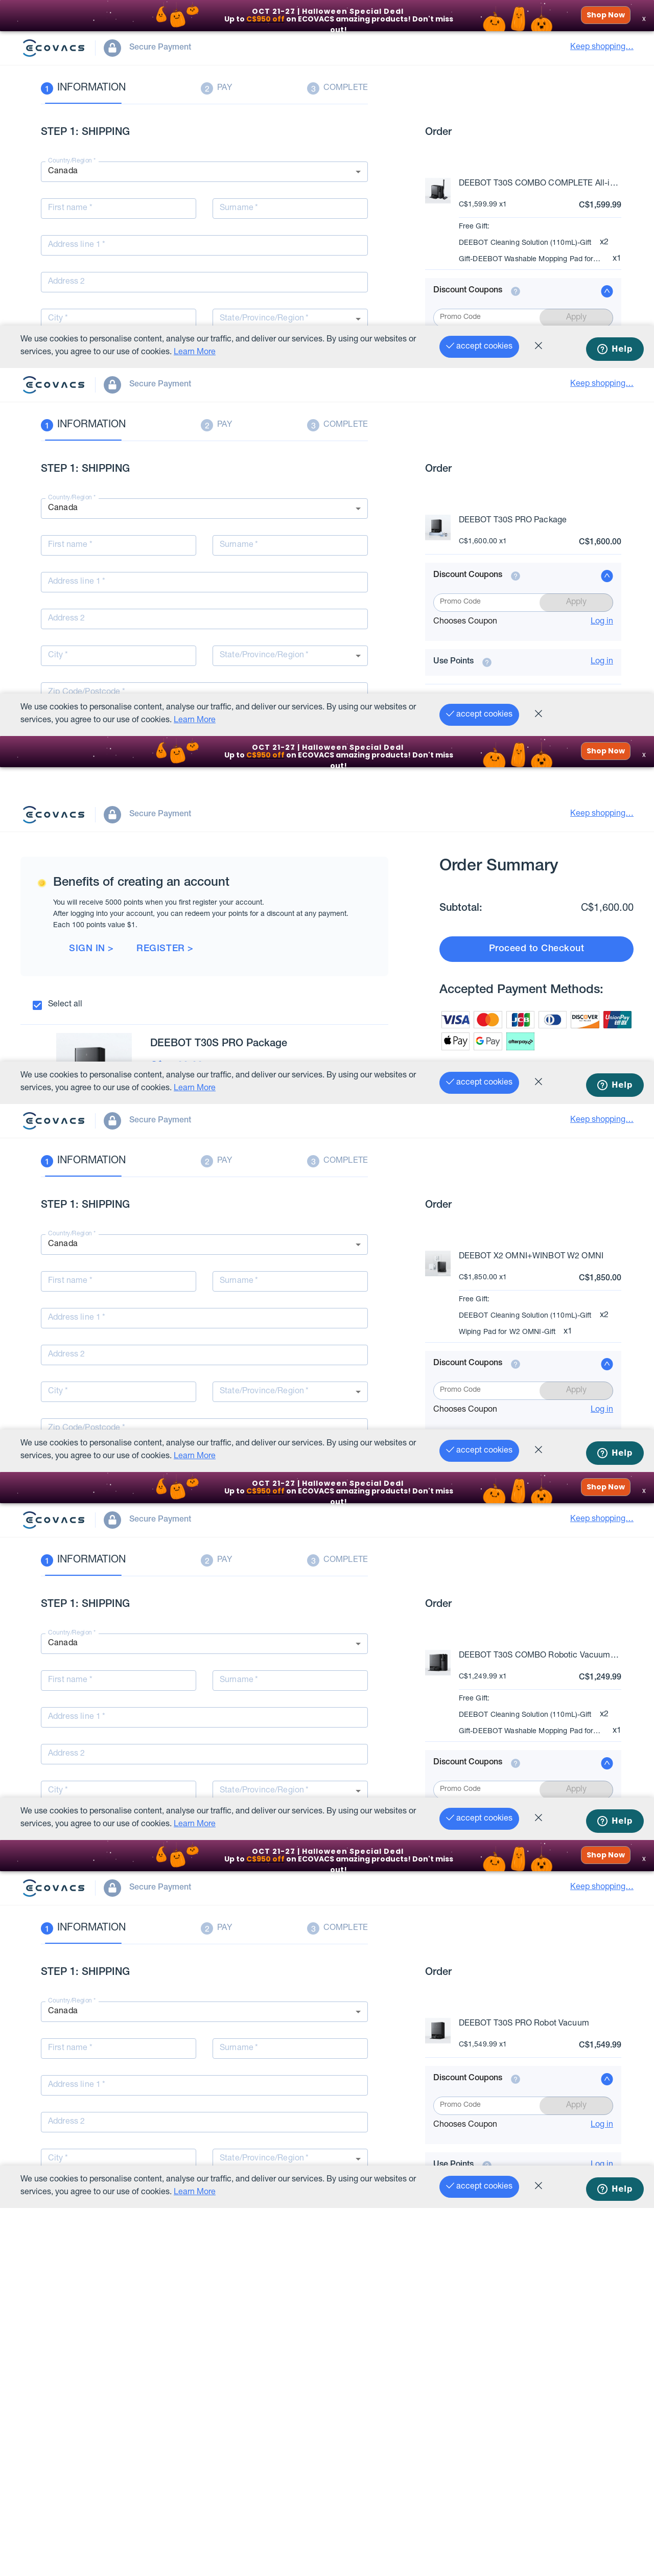 OCT 21-27 | Halloween Special Deal!
Up to C$950 off on ECOVACS amazing products! Don't miss
out!
Shop Now
x
ECOVACS
Secure Payment
Keep shopping...
1 INFORMATION
2 PAY
3 COMPLETE
STEP 1: SHIPPING
Order
Country/Region *
Canada
First name *
Surname *
Address line 1 *
Address 2
City *
State/Province/Region *
DEEBOT T30S COMBO COMPLETE All-i...
C$1,599.99 x1
C$1,599.99
Free Gift:
DEEBOT Cleaning Solution (110mL)-Gift x2
Gift-DEEBOT Washable Mopping Pad for... x1
Discount Coupons ?
Promo Code
Apply
We use cookies to personalise content, analyse our traffic, and deliver our services. By using our websites or
services, you agree to our use of cookies. Learn More
accept cookies
Help
ECOVACS
Secure Payment
Keep shopping...
1 INFORMATION
2 PAY
3 COMPLETE
STEP 1: SHIPPING
Order
Country/Region *
Canada
First name *
Surname *
Address line 1 *
Address 2
City *
State/Province/Region *
Zip Code/Postcode *
DEEBOT T30S PRO Package
C$1,600.00 x1
C$1,600.00
Discount Coupons ?
Promo Code
Apply
Chooses Coupon
Log in
Use Points ?
Log in
We use cookies to personalise content, analyse our traffic, and deliver our services. By using our websites or
services, you agree to our use of cookies. Learn More
accept cookies
OCT 21-27 | Halloween Special Deal!
Up to C$950 off on ECOVACS amazing products! Don't miss
out!
Shop Now
x
ECOVACS
Secure Payment
Keep shopping...
Benefits of creating an account
You will receive 5000 points when you first register your account.
After logging into your account, you can redeem your points for a discount at any payment.
Each 100 points value $1.
SIGN IN >
REGISTER >
Select all
DEEBOT T30S PRO Package
Order Summary
Subtotal:
C$1,600.00
Proceed to Checkout
Accepted Payment Methods:
VISA
JCB
DISCOVER
UnionPay
Pay
G Pay
afterpay
We use cookies to personalise content, analyse our traffic, and deliver our services. By using our websites or
services, you agree to our use of cookies. Learn More
accept cookies
Help
ECOVACS
Secure Payment
Keep shopping...
1 INFORMATION
2 PAY
3 COMPLETE
STEP 1: SHIPPING
Order
Country/Region *
Canada
First name *
Surname *
Address line 1 *
Address 2
City *
State/Province/Region *
Zip Code/Postcode *
DEEBOT X2 OMNI+WINBOT W2 OMNI
C$1,850.00 x1
C$1,850.00
Free Gift:
DEEBOT Cleaning Solution (110mL)-Gift x2
Wiping Pad for W2 OMNI-Gift x1
Discount Coupons ?
Promo Code
Apply
Chooses Coupon
Log in
We use cookies to personalise content, analyse our traffic, and deliver our services. By using our websites or
services, you agree to our use of cookies. Learn More
accept cookies
Help
OCT 21-27 | Halloween Special Deal!
Up to C$950 off on ECOVACS amazing products! Don't miss
out!
Shop Now
x
ECOVACS
Secure Payment
Keep shopping...
1 INFORMATION
2 PAY
3 COMPLETE
STEP 1: SHIPPING
Order
Country/Region *
Canada
First name *
Surname *
Address line 1 *
Address 2
City *
State/Province/Region *
DEEBOT T30S COMBO Robotic Vacuum...
C$1,249.99 x1
C$1,249.99
Free Gift:
DEEBOT Cleaning Solution (110mL)-Gift x2
Gift-DEEBOT Washable Mopping Pad for... x1
Discount Coupons ?
Promo Code
Apply
We use cookies to personalise content, analyse our traffic, and deliver our services. By using our websites or
services, you agree to our use of cookies. Learn More
accept cookies
Help
OCT 21-27 | Halloween Special Deal!
Up to C$950 off on ECOVACS amazing products! Don't miss
out!
Shop Now
x
ECOVACS
Secure Payment
Keep shopping...
1 INFORMATION
2 PAY
3 COMPLETE
STEP 1: SHIPPING
Order
Country/Region *
Canada
First name *
Surname *
Address line 1 *
Address 2
City *
State/Province/Region *
DEEBOT T30S PRO Robot Vacuum
C$1,549.99 x1
C$1,549.99
Discount Coupons ?
Promo Code
Apply
Chooses Coupon
Log in
Use Points ?
Log in
We use cookies to personalise content, analyse our traffic, and deliver our services. By using our websites or
services, you agree to our use of cookies. Learn More
accept cookies
Help